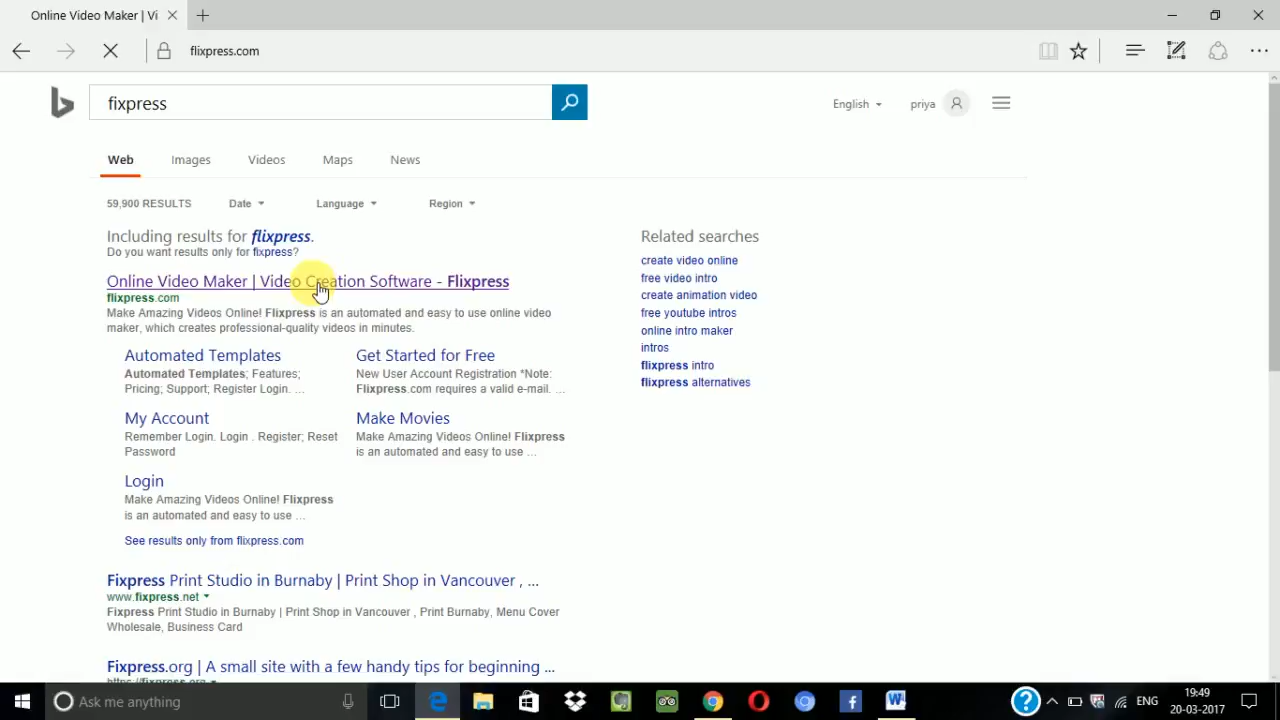 Online Video Maker | Vi
flixpress.com
fixpress
English
priya
Web
Images
Videos
Maps
News
59,900 RESULTS
Date
Language
Region
Including results for flixpress.
Do you want results only for fixpress?
Online Video Maker | Video Creation Software - Flixpress
flixpress.com
Make Amazing Videos Online! Flixpress is an automated and easy to use online video
maker, which creates professional-quality videos in minutes.
Automated Templates
Automated Templates; Features;
Pricing; Support; Register Login. ...
Get Started for Free
New User Account Registration *Note:
Flixpress.com requires a valid e-mail. ...
My Account
Remember Login. Login . Register; Reset
Password
Make Movies
Make Amazing Videos Online! Flixpress
is an automated and easy to use ...
Login
Make Amazing Videos Online! Flixpress
is an automated and easy to use ...
See results only from flixpress.com
Fixpress Print Studio in Burnaby | Print Shop in Vancouver , ...
www.fixpress.net
Fixpress Print Studio in Burnaby | Print Shop in Vancouver , Print Burnaby, Menu Cover
Wholesale, Business Card
Fixpress.org | A small site with a few handy tips for beginning ...
https://fixpress.org
Related searches
create video online
free video intro
create animation video
free youtube intros
online intro maker
intros
flixpress intro
flixpress alternatives
Ask me anything
ENG
19:49
20-03-2017